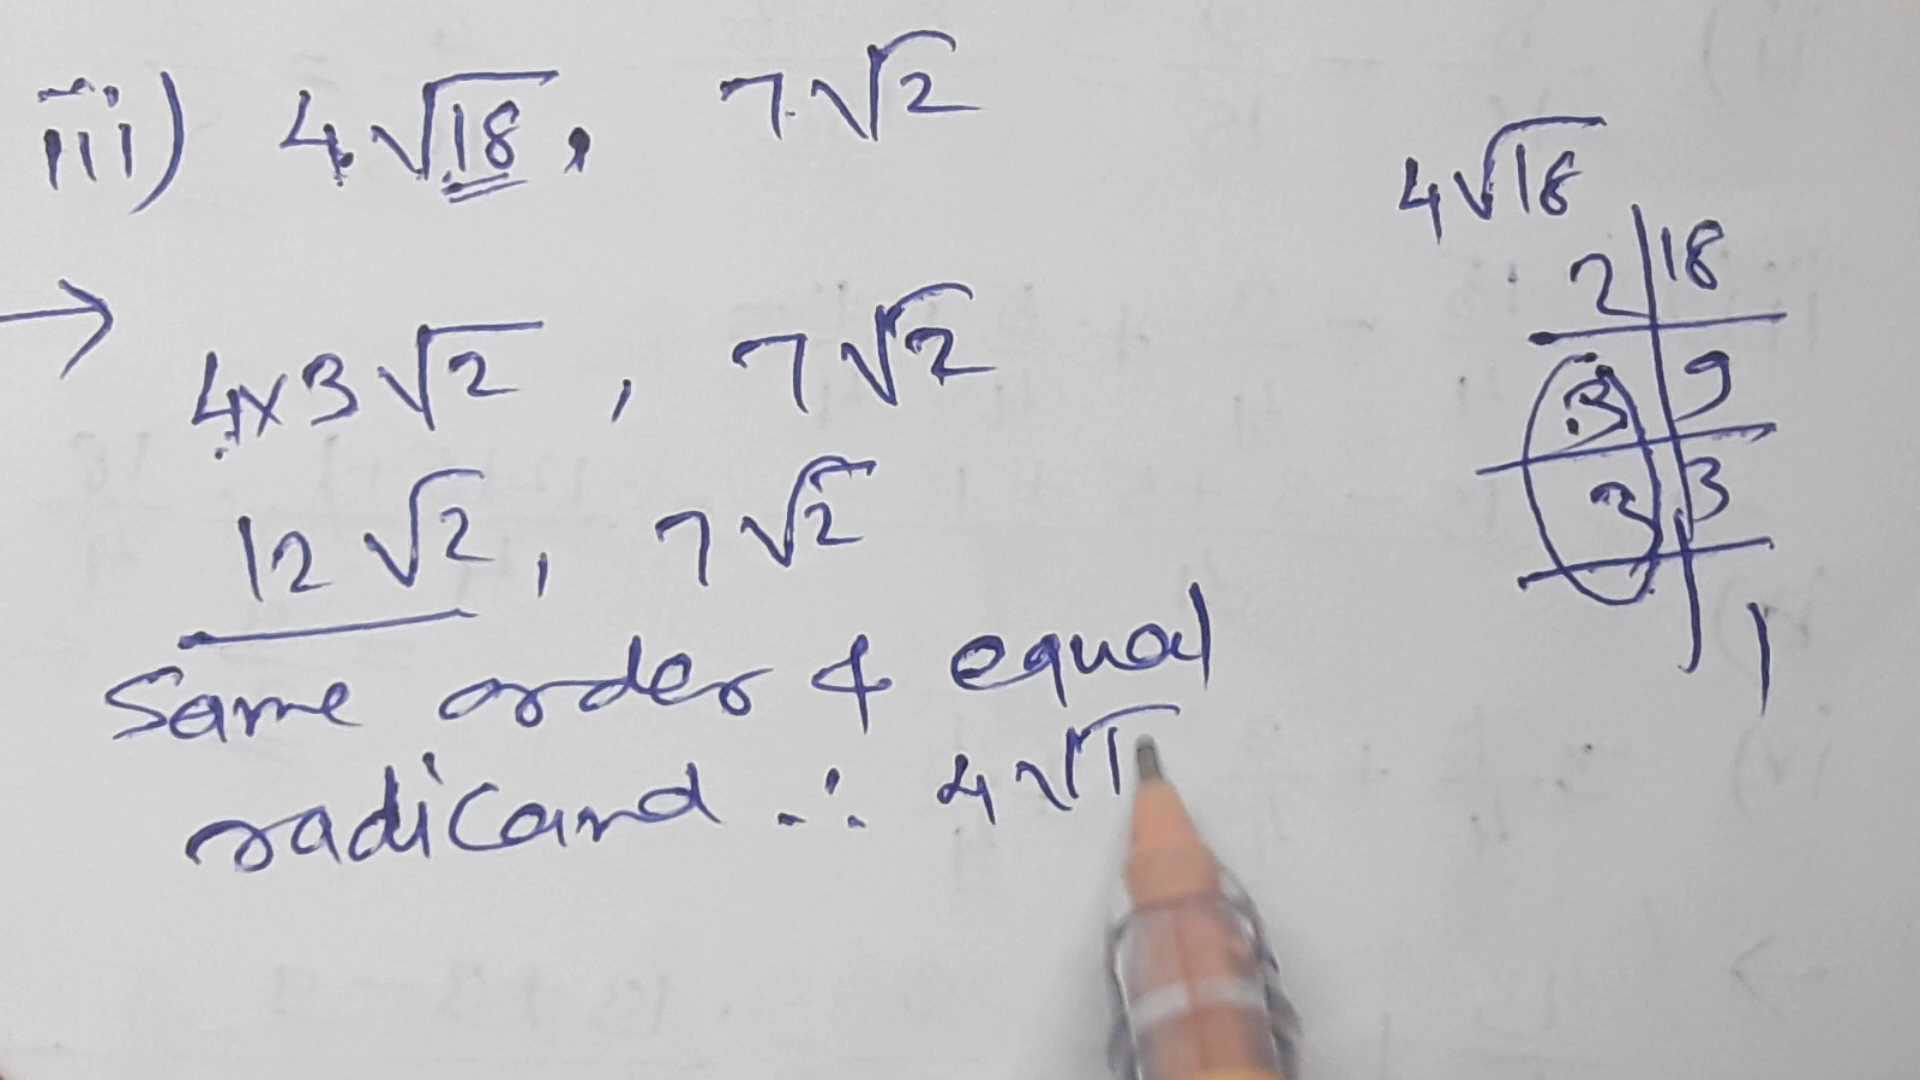 iii) 4√18, 7√2
→
4×3√2, 7√2
12√2, 7√2
Same order & equal
radicand ∴ 4√1
4√18
2 | 18
3 | 9
3 | 3
1